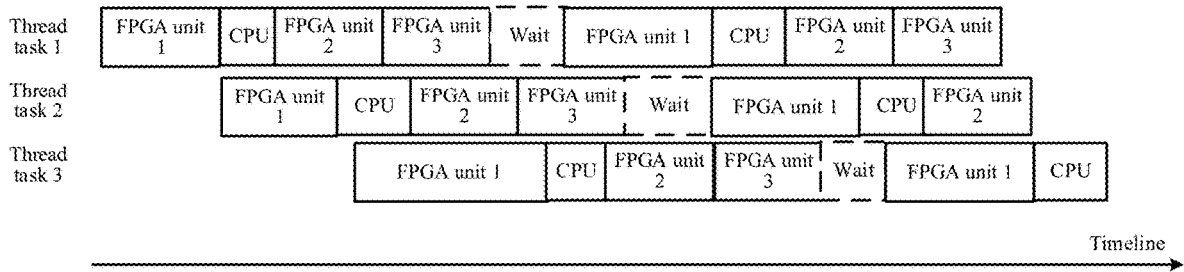 Thread task 1
FPGA unit 1
CPU
FPGA unit 2
FPGA unit 3
Wait
FPGA unit 1
CPU
FPGA unit 2
FPGA unit 3
Thread task 2
FPGA unit 1
CPU
FPGA unit 2
FPGA unit 3
Wait
FPGA unit 1
CPU
FPGA unit 2
Thread task 3
FPGA unit 1
CPU
FPGA unit 2
FPGA unit 3
Wait
FPGA unit 1
CPU
Timeline